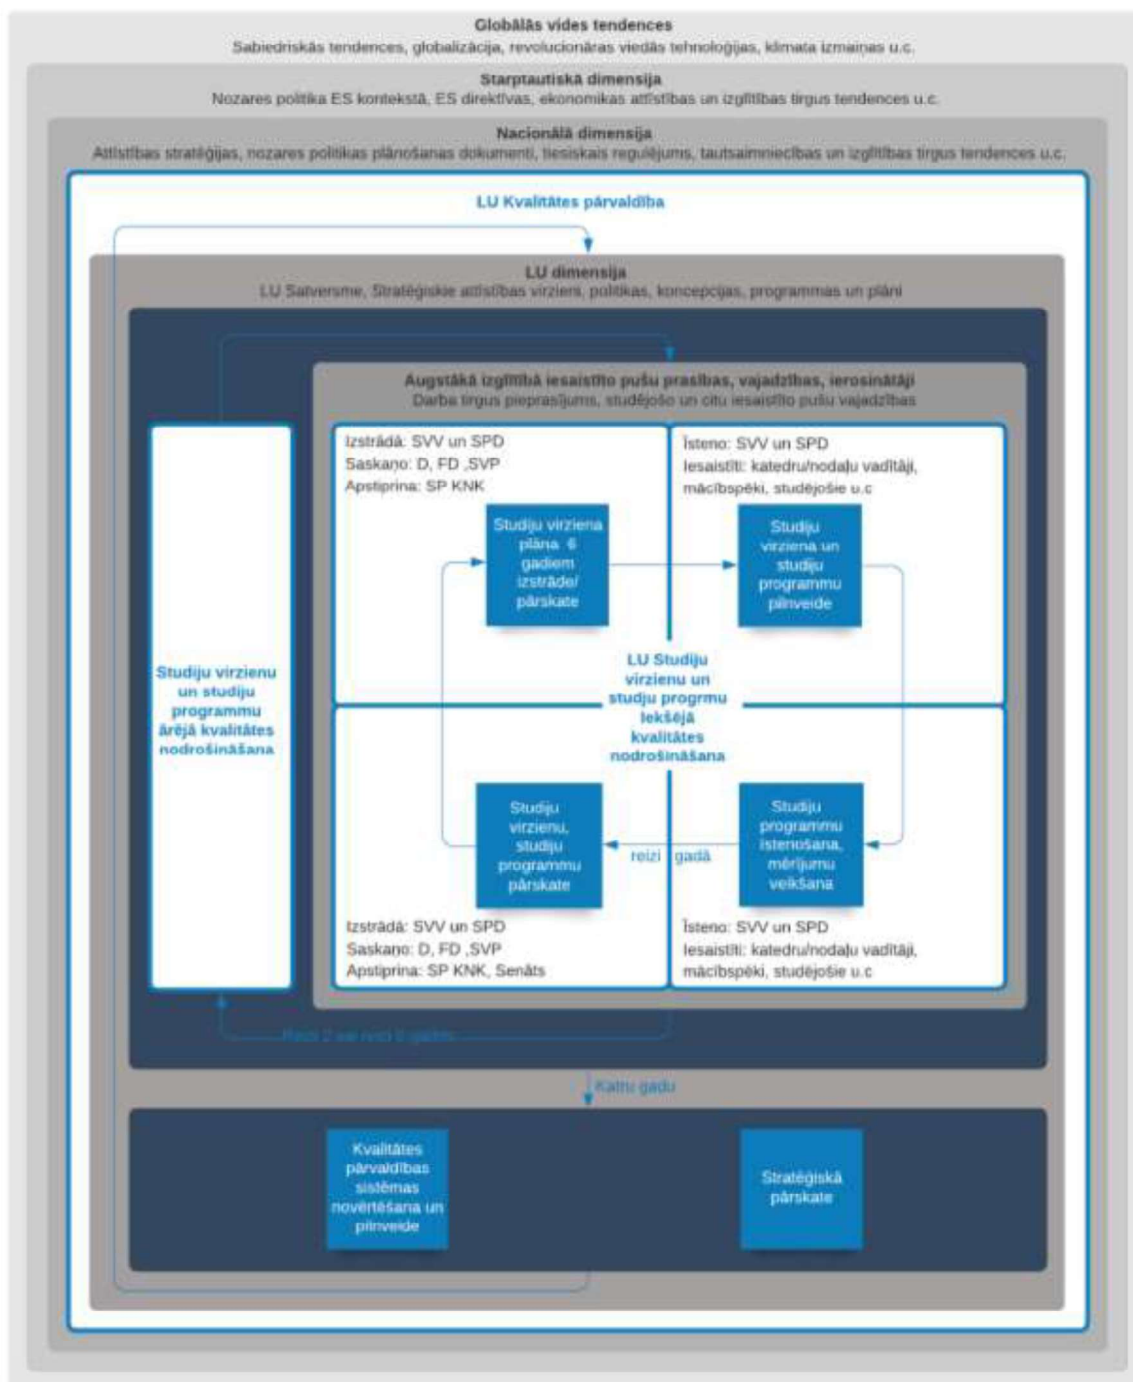 Globālās vides tendences
Sabiedriskās tendences, globalizācija, revolucionāras viedās tehnoloģijas, klimata izmaiņas u.c.
Starptautiskā dimensija
Nozares politika ES kontekstā, ES direktīvas, ekonomikas attīstības un izglītības tirgus tendences u.c.
Nacionālā dimensija
Attīstības stratēģijas, nozares politikas plānošanas dokumenti, tiesiskais regulējums, tautsaimniecības un izglītības tirgus tendences u.c.
LU Kvalitātes pārvaldība
LU dimensija
LU Satversme, Stratēģiskie attīstības virzieni, politikas, koncepcijas, programmas un plāni
Augstākā izglītībā iesaistīto pušu prasības, vajadzības, ierosinātāji
Darba tirgus pieprasījums, studējošo un citu iesaistīto pušu vajadzības
Izstrādā: SVV un SPD
Saskaņo: D, FD ,SVP
Apstiprina: SP KNK
Īsteno: SVV un SPD
Iesaistīti: katedru/nodaļu vadītāji,
mācībspēki, studējošie u.c
Studiju virziena
plāna 6
gadiem
izstrāde/
pārskate
Studiju
virziena un
studiju
programmu
pilnveide
Studiju virzienu
un studiju
programmu
ārējā kvalitātes
nodrošināšana
LU Studiju
virzienu un
studju progrmu
Iekšējā
kvalitātes
nodrošināšana
Studiju
virzienu,
studiju
programmu
pārskate
reizi gadā
Studiju
programmu
īstenošana,
mērījumu
veikšana
Izstrādā: SVV un SPD
Saskaņo: D, FD ,SVP
Apstiprina: SP KNK, Senāts
Īsteno: SVV un SPD
Iesaistīti: katedru/nodaļu vadītāji,
mācībspēki, studējošie u.c
Reizi 2 vai reizi 6 gados
Katru gadu
Kvalitātes
pārvaldības
sistēmas
novērtēšana un
pilnveide
Stratēģiskā
pārskate